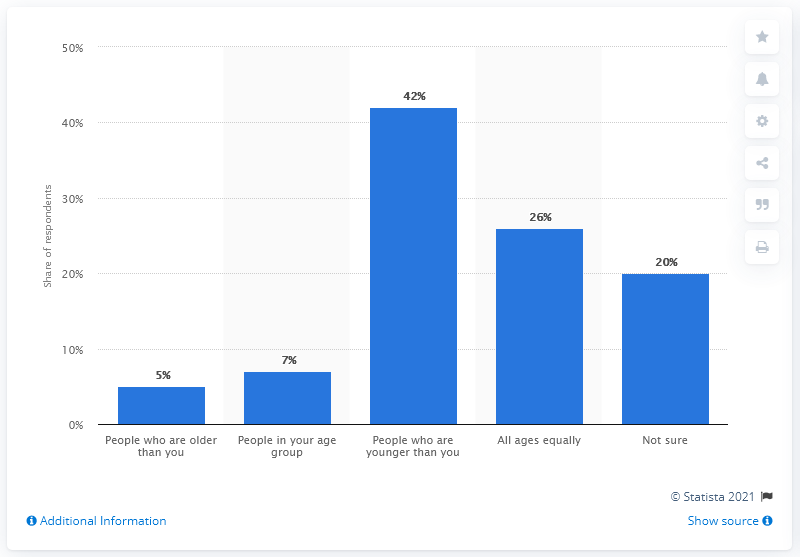 50%
40%
30%
20%
10%
0%
Share of respondents
5%
7%
42%
26%
20%
People who are older
than you
People in your age
group
People who are
younger than you
All ages equally
Not sure
© Statista 2021
Additional Information
Show source